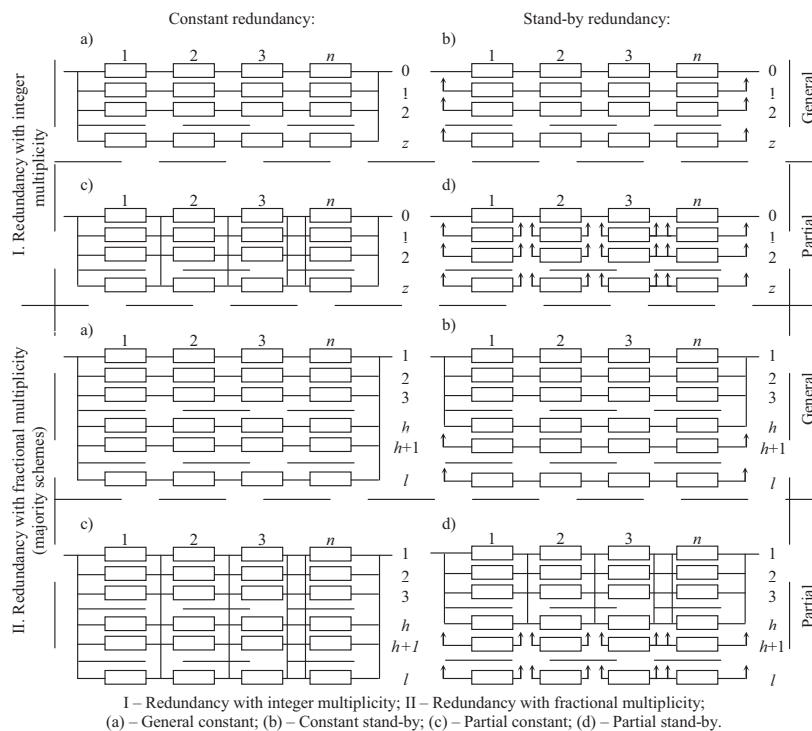 Constant redundancy:
Stand-by redundancy:
I. Redundancy with integer
multiplicity
a)
1 2 3 n
0
1
2
z
b)
1 2 3 n
0
1
2
z
General
c)
1 2 3 n
0
1
2
z
d)
1 2 3 n
0
1
2
z
Partial
II. Redundancy with fractional multiplicity
(majority schemes)
a)
1 2 3 n
1
2
3
h
h+1
l
b)
1 2 3 n
1
2
3
h
h+1
l
General
c)
1 2 3 n
1
2
3
h
h+1
l
d)
1 2 3 n
1
2
3
h
h+1
l
Partial
I – Redundancy with integer multiplicity; II – Redundancy with fractional multiplicity;
(a) – General constant; (b) – Constant stand-by; (c) – Partial constant; (d) – Partial stand-by.